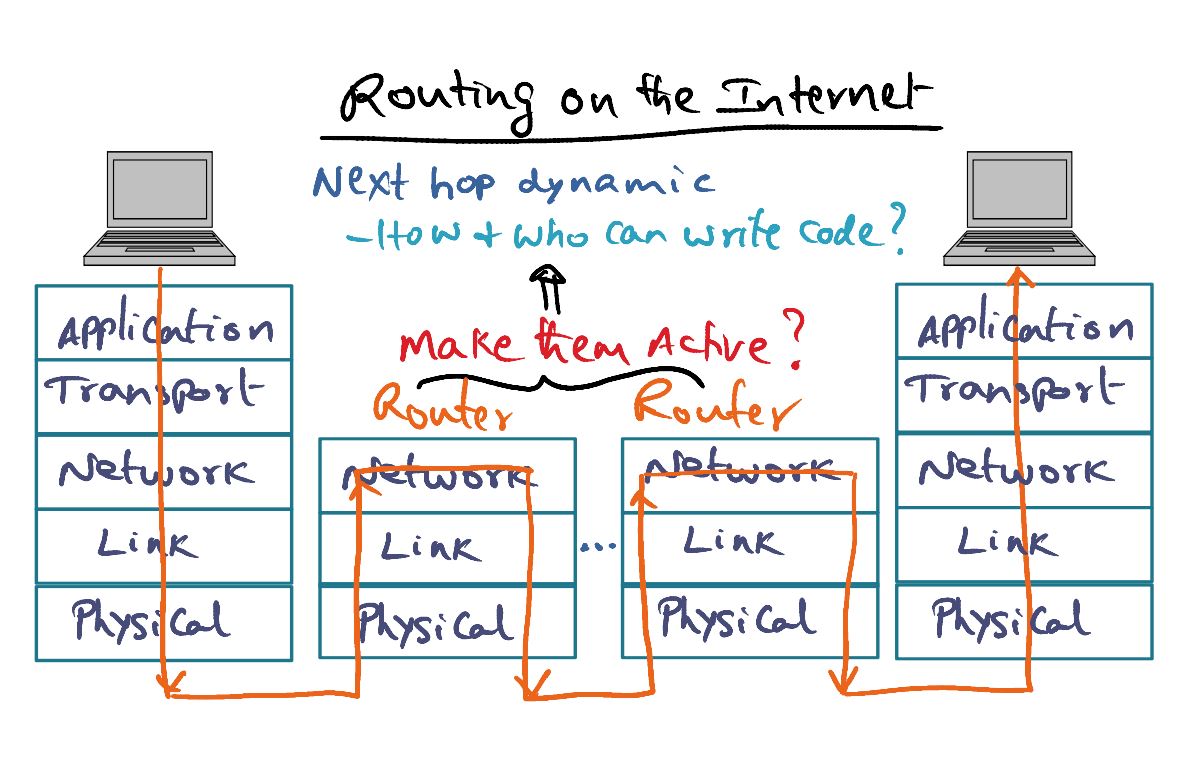 Routing on the Internet
Next hop dynamic
- How + who can write code?
Make them Active?
Router
Router
Application
Transport
Network
Link
Physical
Network
Link
Physical
...
Network
Link
Physical
Application
Transport
Network
Link
Physical